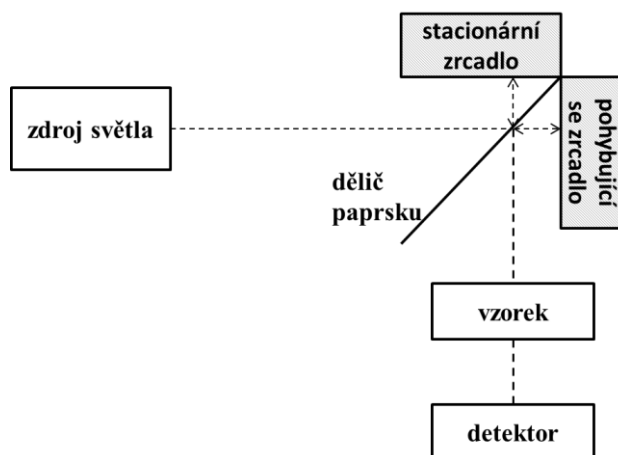 stacionární
zrcadlo
zdroj světla
pohybující
se zrcadlo
dělič
paprsku
vzorek
detektor